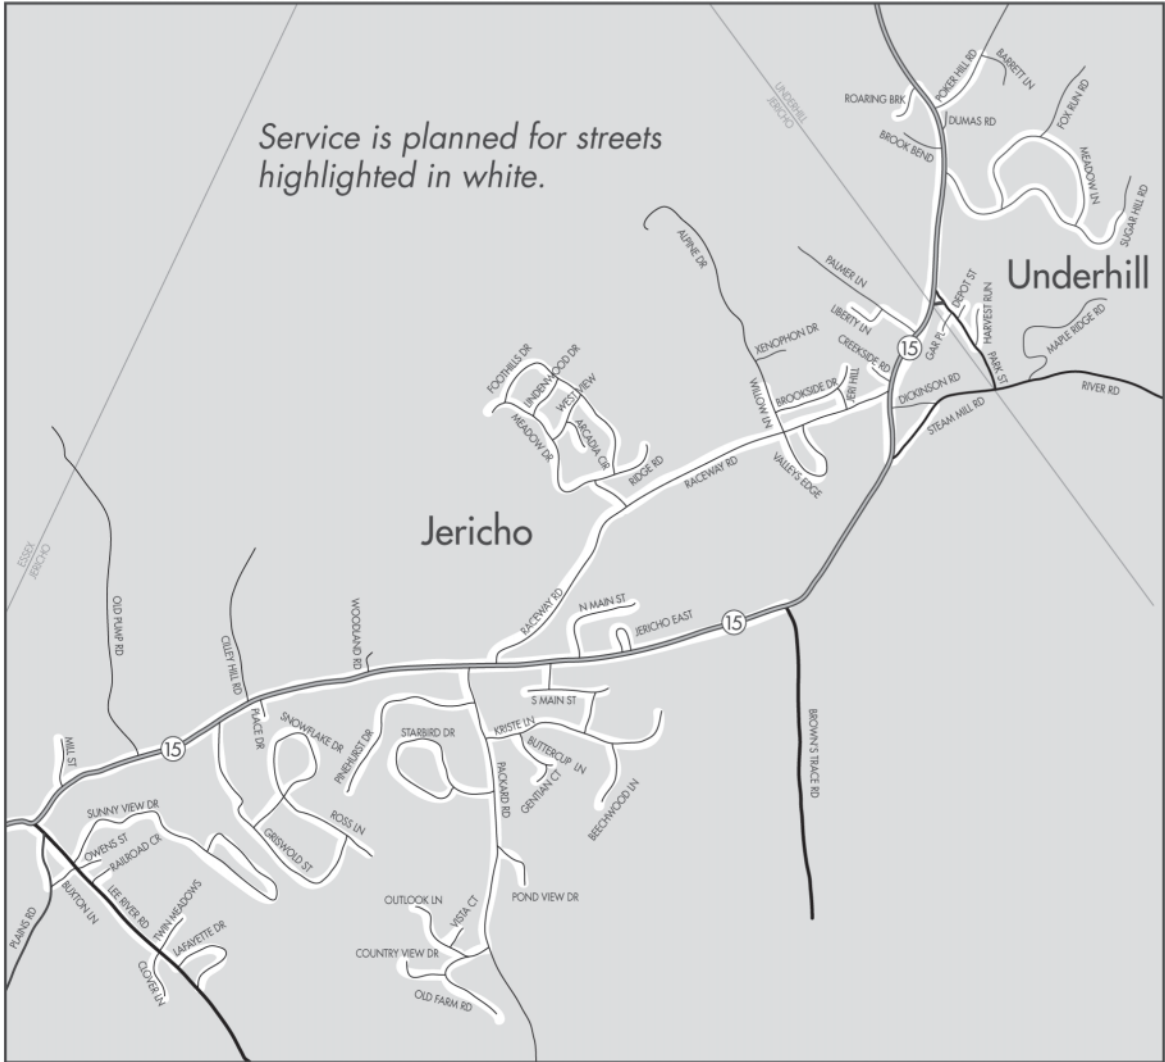 Service is planned for streets
highlighted in white.
UNDERHILL
JERICHO
ROARING BRK
POKER HILL RD
BARRETT LN
DUMAS RD
BROOK BEND
FOX RUN RD
MEADOW LN
SUGAR HILL RD
Underhill
ALPINE DR
PALMER LN
LIBERTY LN
DEPOT ST
GAR PL
HARVEST RUN
MAPLE RIDGE RD
XENOPHON DR
CREEKSIDE RD
15
PARK ST
RIVER RD
DICKINSON RD
STEAM MILL RD
FOOTHILLS DR
LINDENWOOD DR
WEST VIEW
MEADOW DR
ARCADIA CIR
WILLOW LN
BROOKSIDE DR
JERI HILL
RIDGE RD
RACEWAY RD
VALLEYS EDGE
Jericho
ESSEX
JERICHO
OLD PUMP RD
CILLEY HILL RD
WOODLAND RD
RACEWAY RD
N MAIN ST
JERICHO EAST
15
PLACE DR
S MAIN ST
SNOWFLAKE DR
PINEHURST DR
STARBIRD DR
KRISTE LN
BUTTERCUP LN
GENTIAN CT
BEECHWOOD LN
BROWN'S TRACE RD
MILL ST
15
PACKARD RD
SUNNY VIEW DR
OWENS ST
RAILROAD CR
ROSS LN
GRISWOLD ST
BUXTON LN
LEE RIVER RD
PLAINS RD
TWIN MEADOWS
LAFAYETTE DR
CLOVER LN
OUTLOOK LN
VISTA CT
POND VIEW DR
COUNTRY VIEW DR
OLD FARM RD